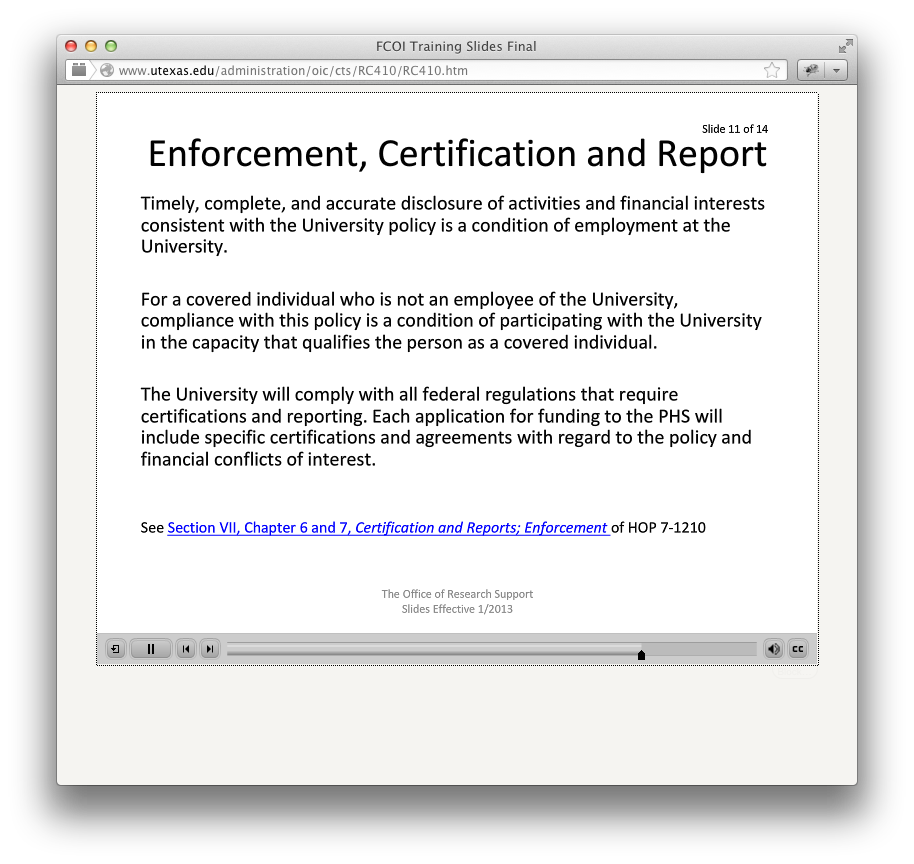 FCOI Training Slides Final
www.utexas.edu/administration/oic/cts/RC410/RC410.htm
Slide 11 of 14
Enforcement, Certification and Report
Timely, complete, and accurate disclosure of activities and financial interests
consistent with the University policy is a condition of employment at the
University.
For a covered individual who is not an employee of the University,
compliance with this policy is a condition of participating with the University
in the capacity that qualifies the person as a covered individual.
The University will comply with all federal regulations that require
certifications and reporting. Each application for funding to the PHS will
include specific certifications and agreements with regard to the policy and
financial conflicts of interest.
See Section VII, Chapter 6 and 7, Certification and Reports; Enforcement of HOP 7-1210
The Office of Research Support
Slides Effective 1/2013
CC